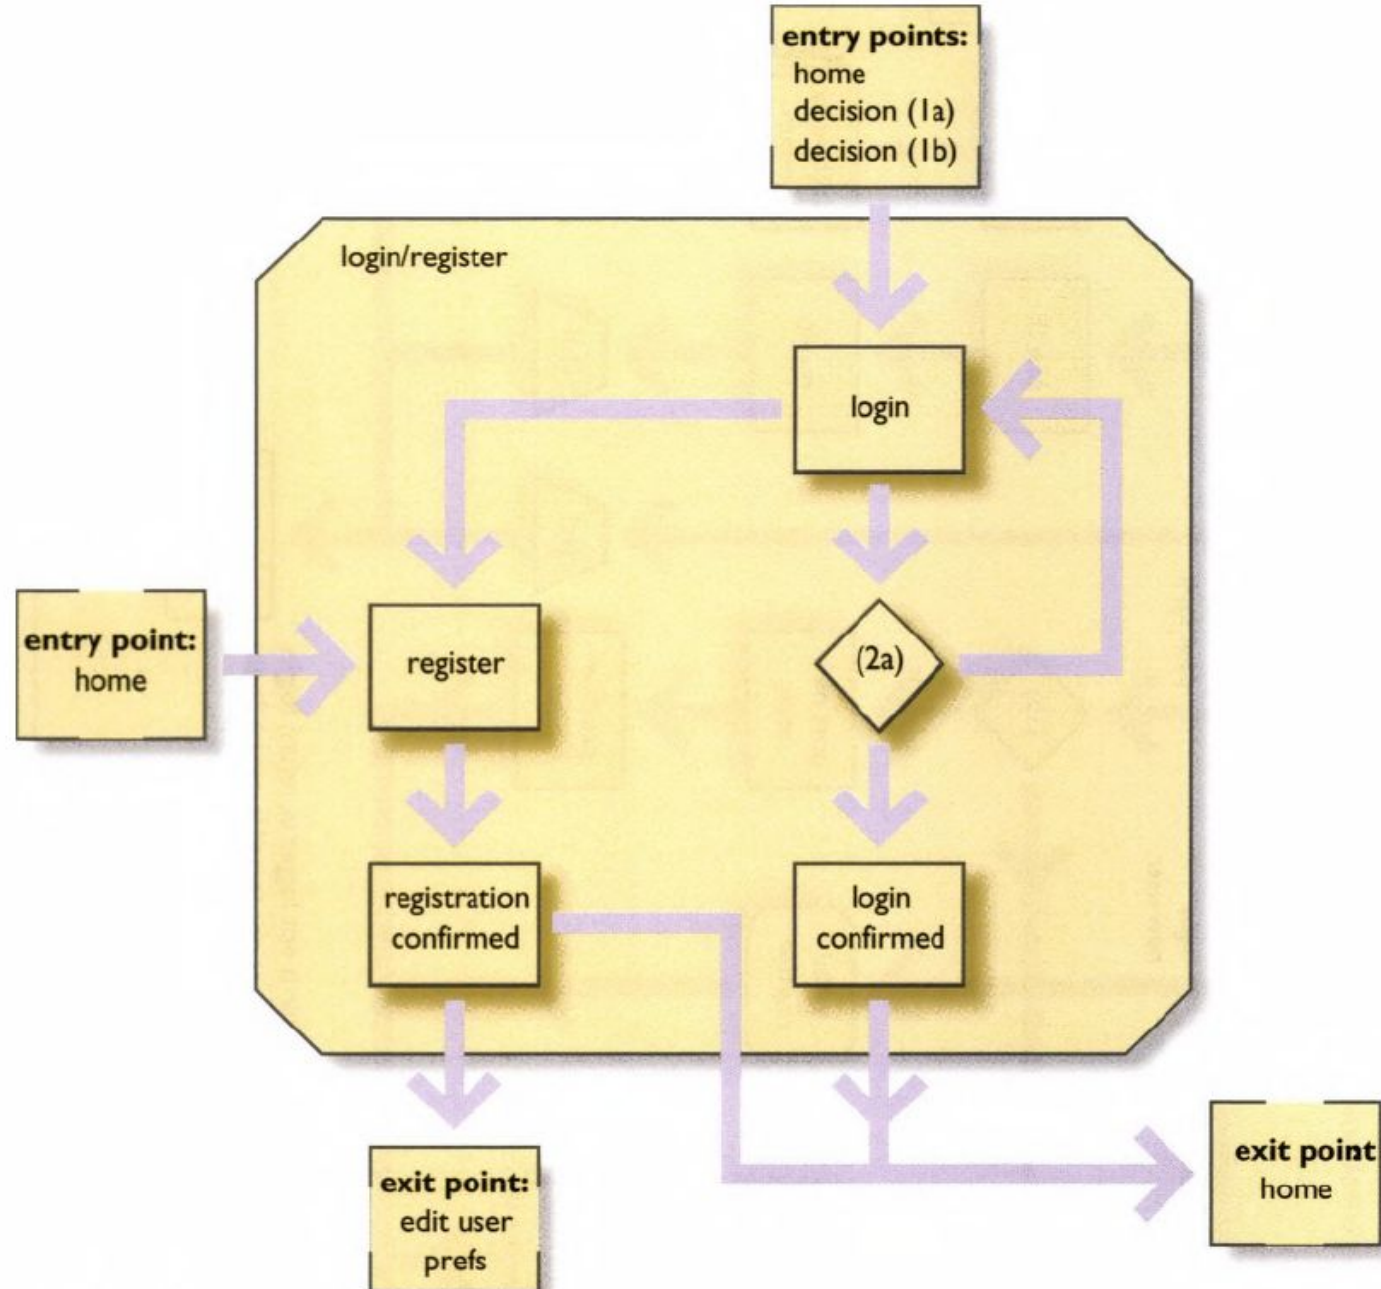 entry points:
home
decision (1a)
decision (1b)
login/register
login
entry point:
home
register
(2a)
registration
confirmed
login
confirmed
exit point:
edit user
prefs
exit point
home